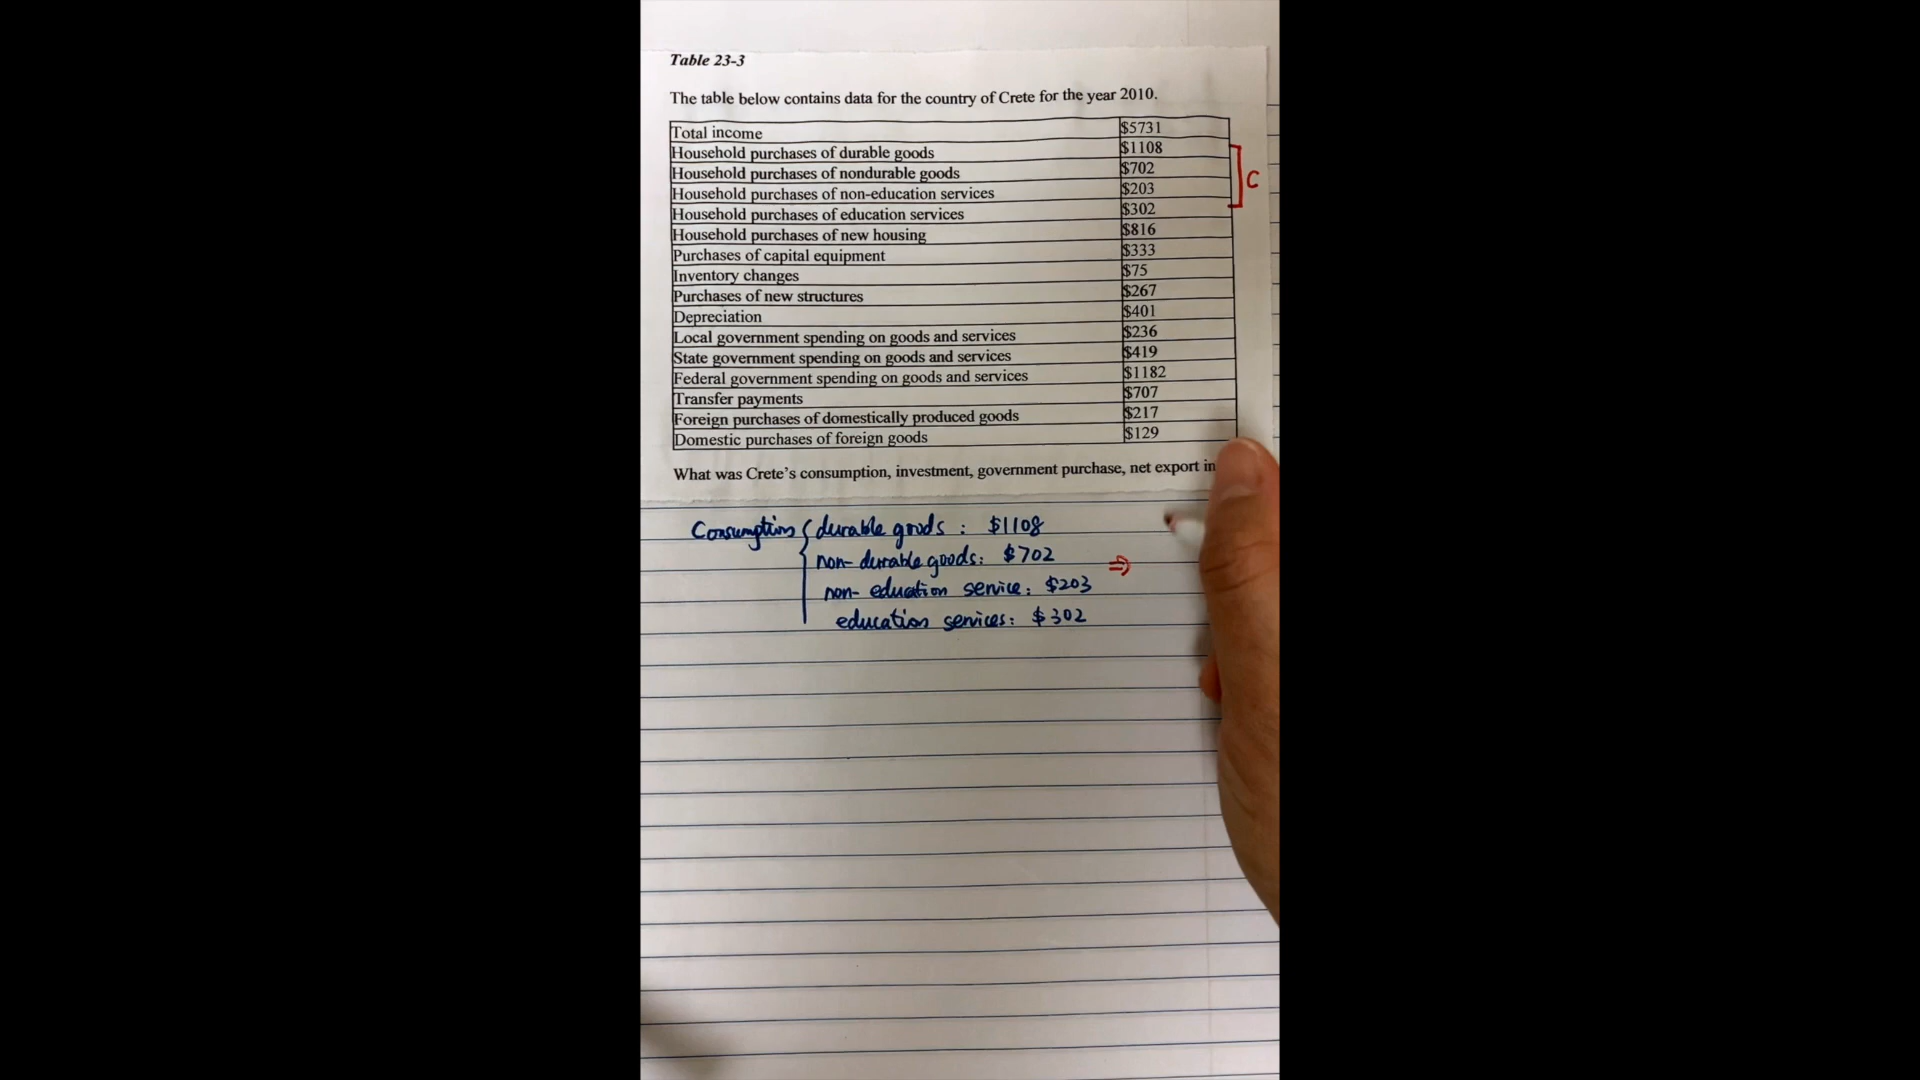 Table 23-3
The table below contains data for the country of Crete for the year 2010.
Total income $5731
Household purchases of durable goods $1108
Household purchases of nondurable goods $702
Household purchases of non-education services $203
Household purchases of education services $302
Household purchases of new housing $816
Purchases of capital equipment $333
Inventory changes $75
Purchases of new structures $267
Depreciation $401
Local government spending on goods and services $236
State government spending on goods and services $419
Federal government spending on goods and services $1182
Transfer payments $707
Foreign purchases of domestically produced goods $217
Domestic purchases of foreign goods $129
C
What was Crete's consumption, investment, government purchase, net export in
Consumption { durable goods : $1108
non-durable goods: $702
⇒
non- education service: $203
education services: $302